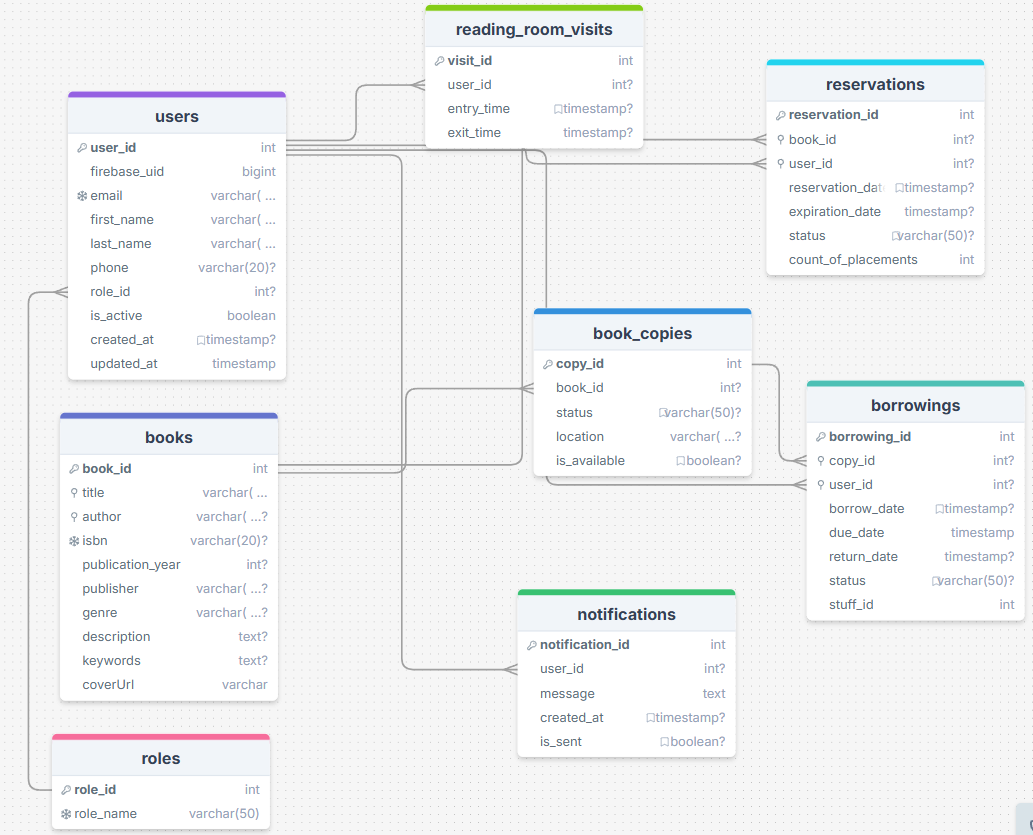 reading_room_visits
visit_id int
user_id int?
entry_time timestamp?
exit_time timestamp?
reservations
reservation_id int
book_id int?
user_id int?
reservation_dat timestamp?
expiration_date timestamp?
status varchar(50)?
count_of_placements int
users
user_id int
firebase_uid bigint
email varchar( ...
first_name varchar( ...
last_name varchar( ...
phone varchar(20)?
role_id int?
is_active boolean
created_at timestamp?
updated_at timestamp
book_copies
copy_id int
book_id int?
status varchar(50)?
location varchar( ...?
is_available boolean?
borrowings
borrowing_id int
copy_id int?
user_id int?
borrow_date timestamp?
due_date timestamp
return_date timestamp?
status varchar(50)?
stuff_id int
books
book_id int
title varchar( ...
author varchar( ...?
isbn varchar(20)?
publication_year int?
publisher varchar( ...?
genre varchar( ...?
description text?
keywords text?
coverUrl varchar
notifications
notification_id int
user_id int?
message text
created_at timestamp?
is_sent boolean?
roles
role_id int
role_name varchar(50)